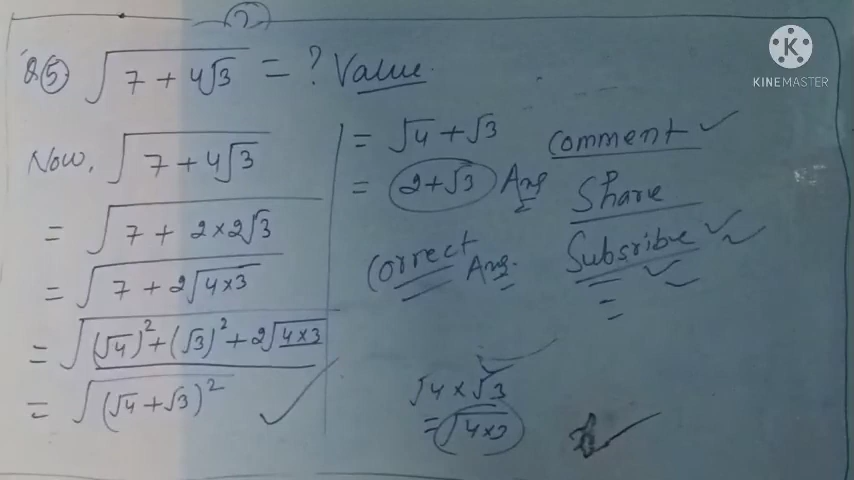 Q⑤ √(7 + 4√3) = ? Value.
Now, √(7 + 4√3)
= √(7 + 2×2√3)
= √(7 + 2√(4×3))
= √((√4)² + (√3)² + 2√(4×3))
= √((√4 + √3)²)
= √4 + √3
= 2+√3 Ans
Correct
Ans.
Comment ✓
Share
Subscribe ✓
√4 × √3
= √(4×3)
K
KINEMASTER